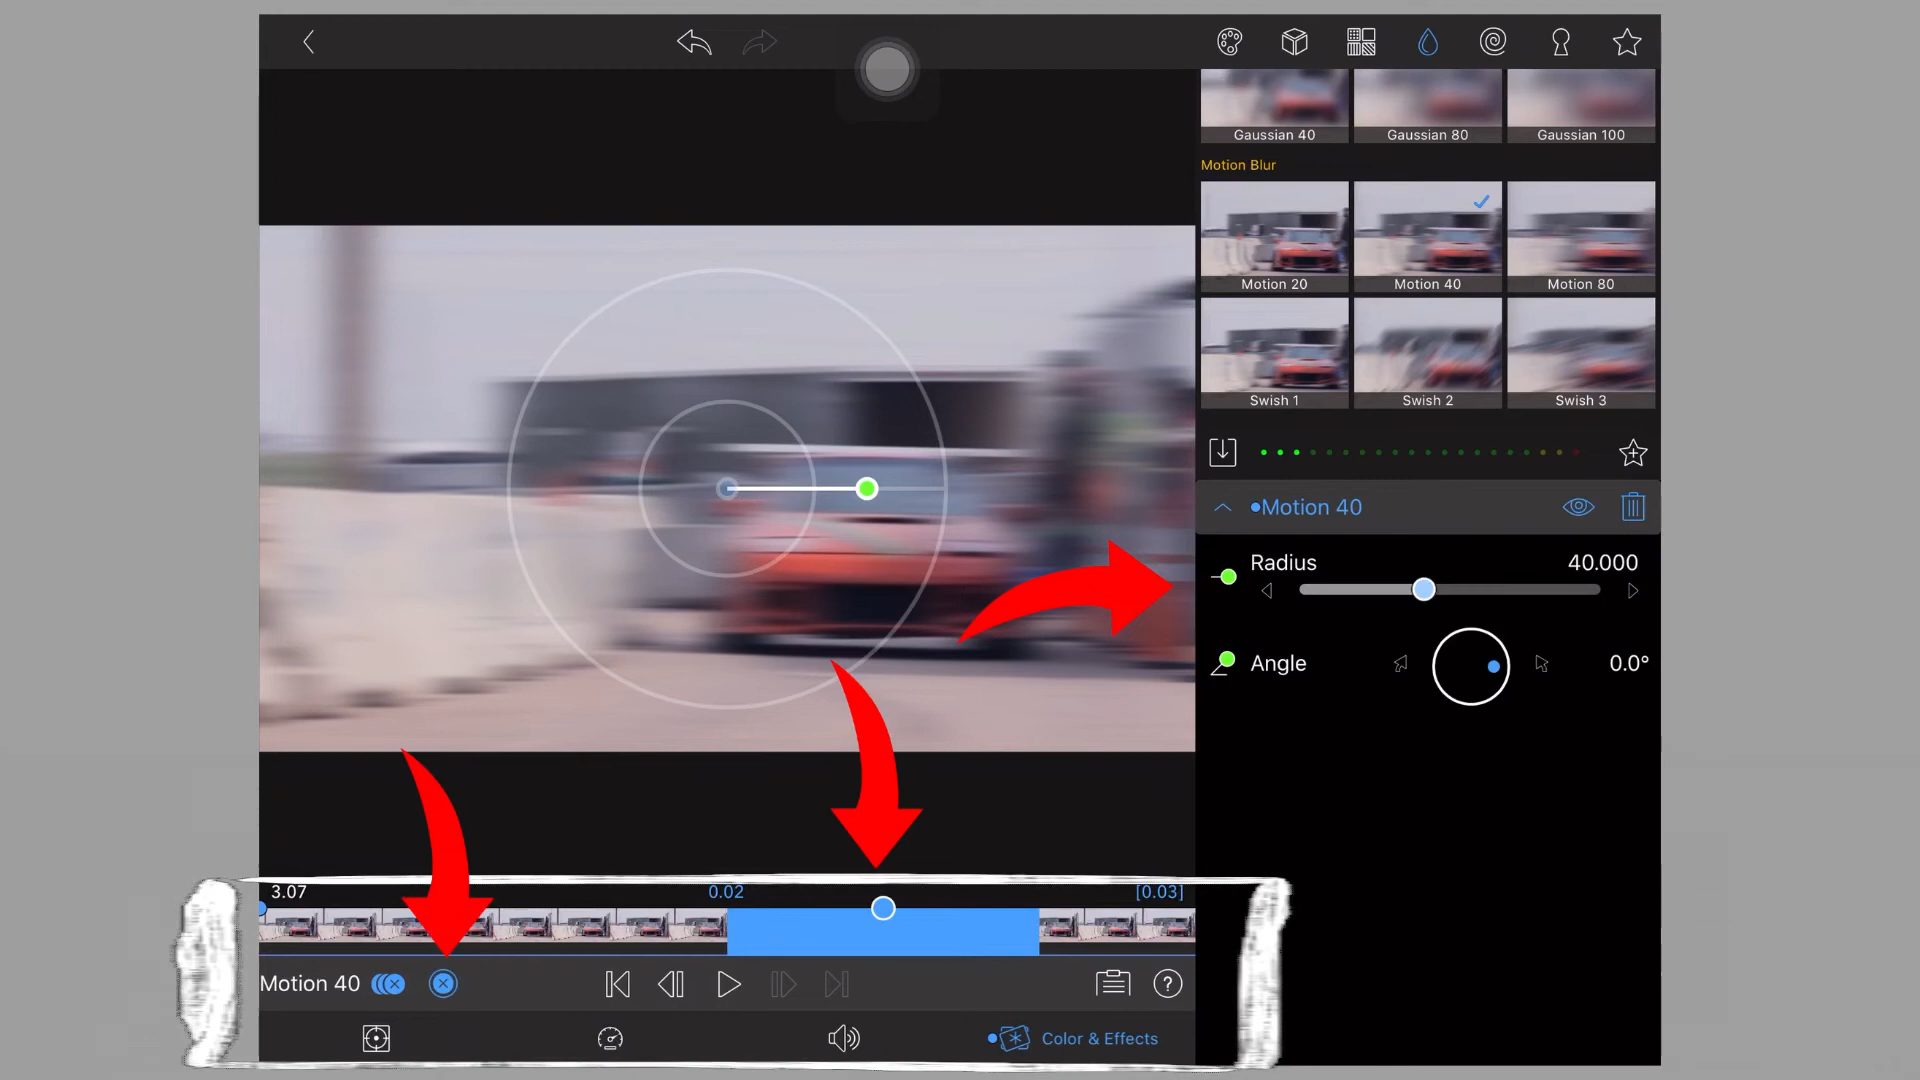 Gaussian 40
Gaussian 80
Gaussian 100
Motion Blur
Motion 20
Motion 40
Motion 80
Swish 1
Swish 2
Swish 3
Motion 40
Radius
40.000
Angle
0.0°
3.07
0.02
[0.03]
Motion 40
?
Color & Effects